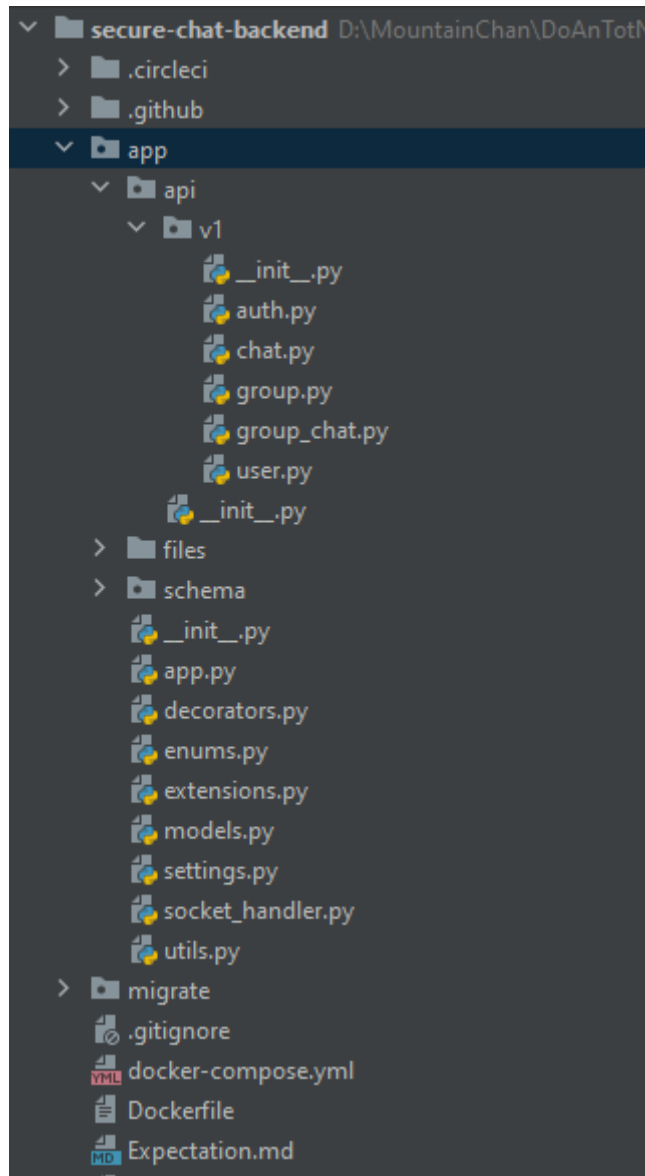 secure-chat-backend D:\MountainChan\DoAnTotN
.circleci
.github
app
api
v1
__init__.py
auth.py
chat.py
group.py
group_chat.py
user.py
__init__.py
files
schema
__init__.py
app.py
decorators.py
enums.py
extensions.py
models.py
settings.py
socket_handler.py
utils.py
migrate
.gitignore
YML docker-compose.yml
Dockerfile
MD Expectation.md